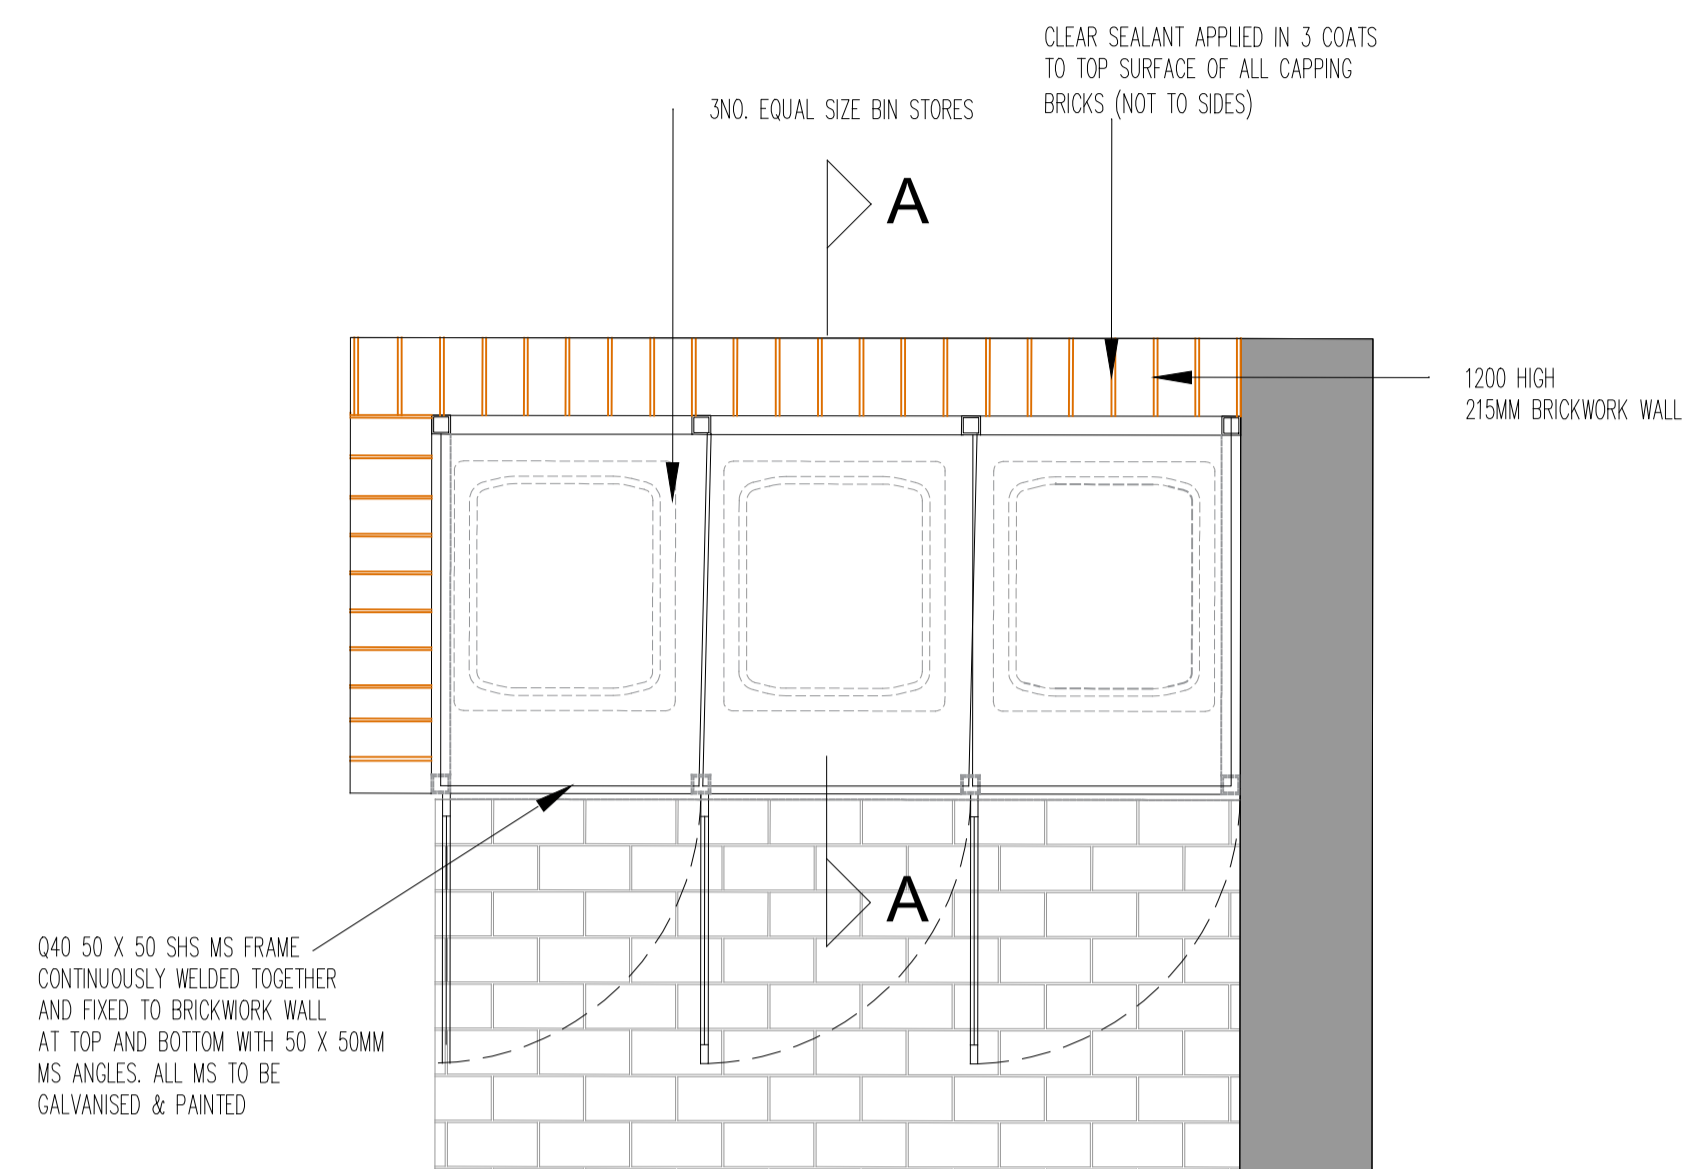 CLEAR SEALANT APPLIED IN 3 COATS
TO TOP SURFACE OF ALL CAPPING
BRICKS (NOT TO SIDES)
3NO. EQUAL SIZE BIN STORES
A
1200 HIGH
215MM BRICKWORK WALL
A
Q40 50 X 50 SHS MS FRAME
CONTINUOUSLY WELDED TOGETHER
AND FIXED TO BRICKWIORK WALL
AT TOP AND BOTTOM WITH 50 X 50MM
MS ANGLES. ALL MS TO BE
GALVANISED & PAINTED